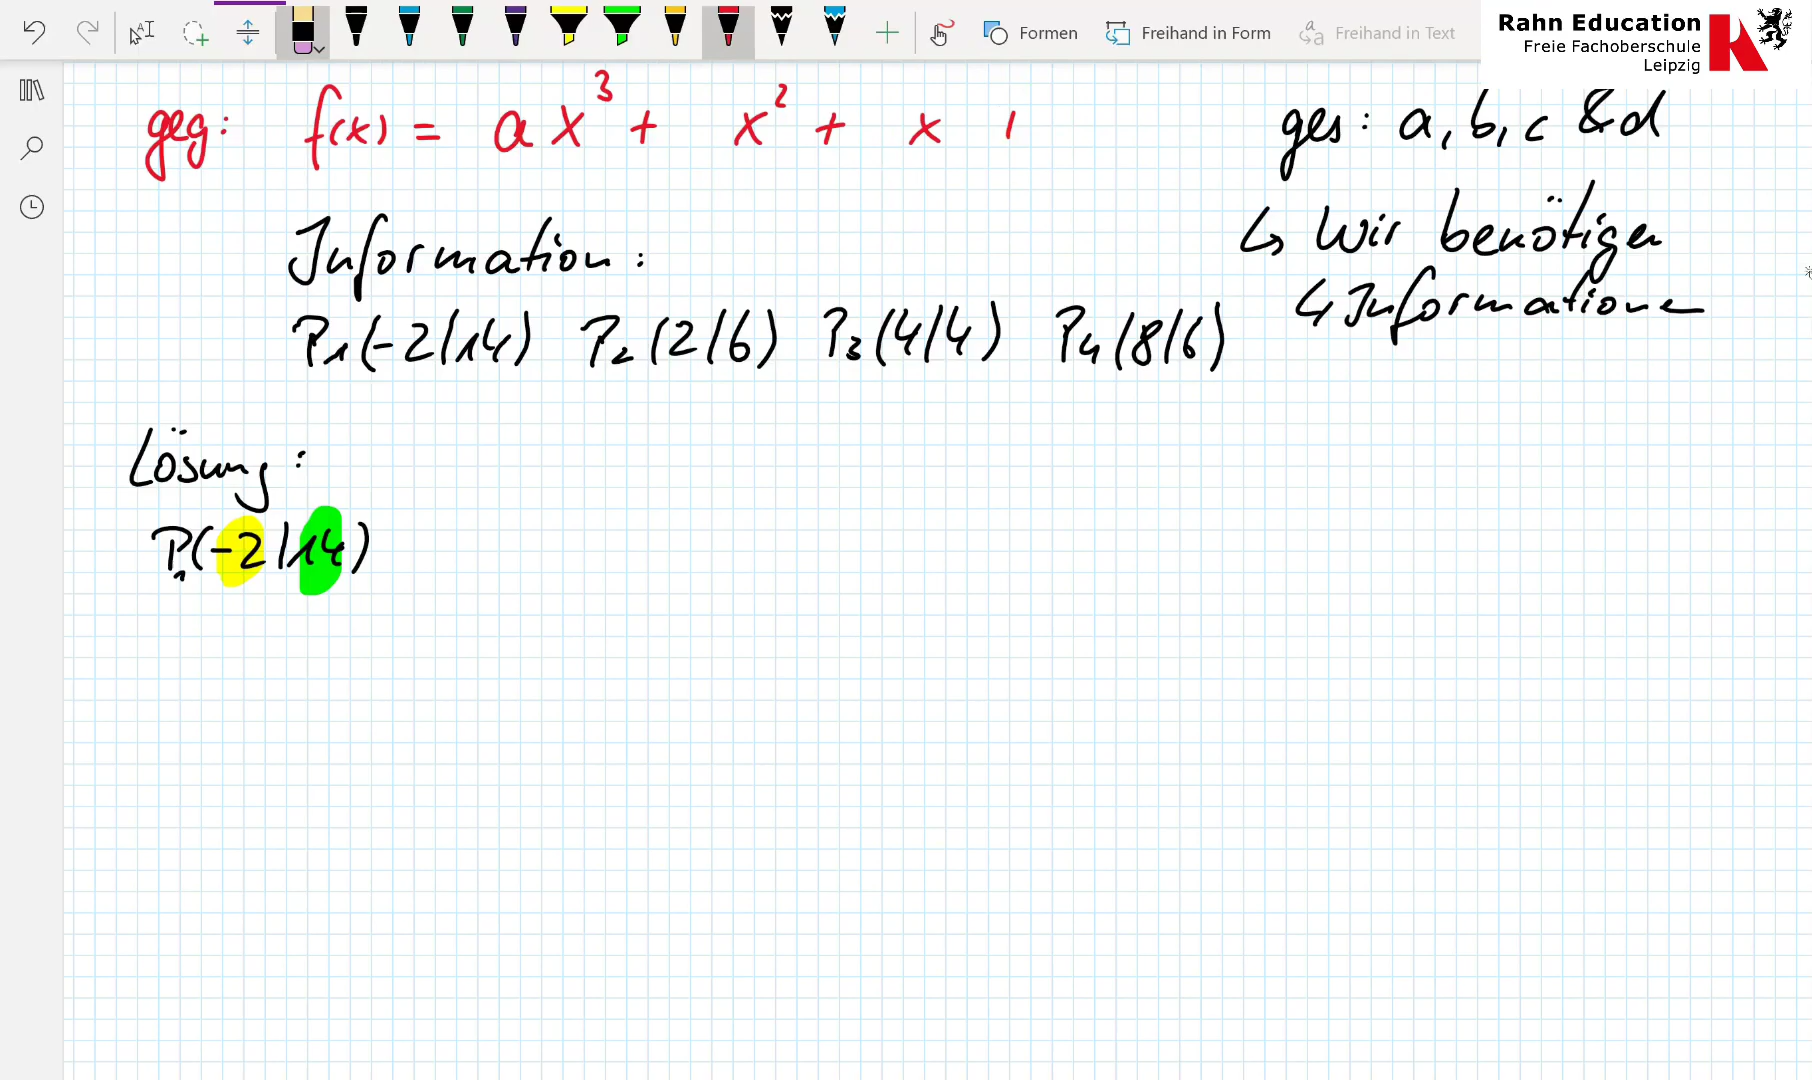 Formen Freihand in Form Freihand in Text
Rahn Education
Freie Fachoberschule
Leipzig
geg: f(x) = a x³ + x² + x
ges: a, b, c & d
↳ Wir benötigen
4 Informationen
Information:
P₁(-2/14) P₂(2/6) P₃(4/4) P₄(8/6)
Lösung:
P₁(-2/14)